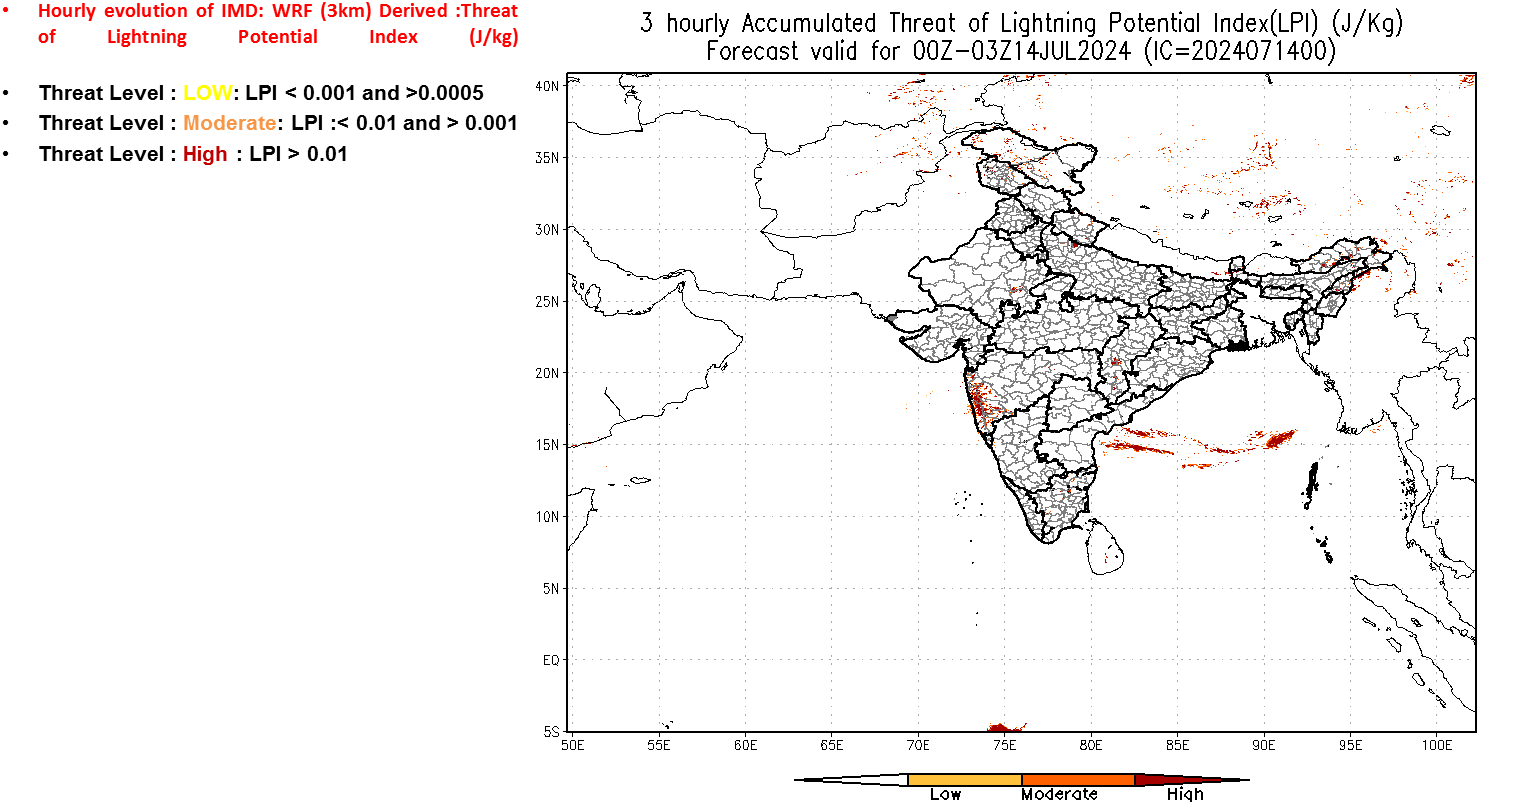 • Hourly evolution of IMD: WRF (3km) Derived :Threat
of Lightning Potential Index (J/kg)
• Threat Level : LOW: LPI < 0.001 and >0.0005
• Threat Level : Moderate: LPI :< 0.01 and > 0.001
• Threat Level : High : LPI > 0.01
3 hourly Accumulated Threat of Lightning Potential Index(LPI) (J/Kg)
Forecast valid for 00Z-03Z14JUL2024 (IC=2024071400)
40N
35N
30N
25N
20N
15N
10N
5N
EQ
5S
50E 55E 60E 65E 70E 75E 80E 85E 90E 95E 100E
Low Moderate High